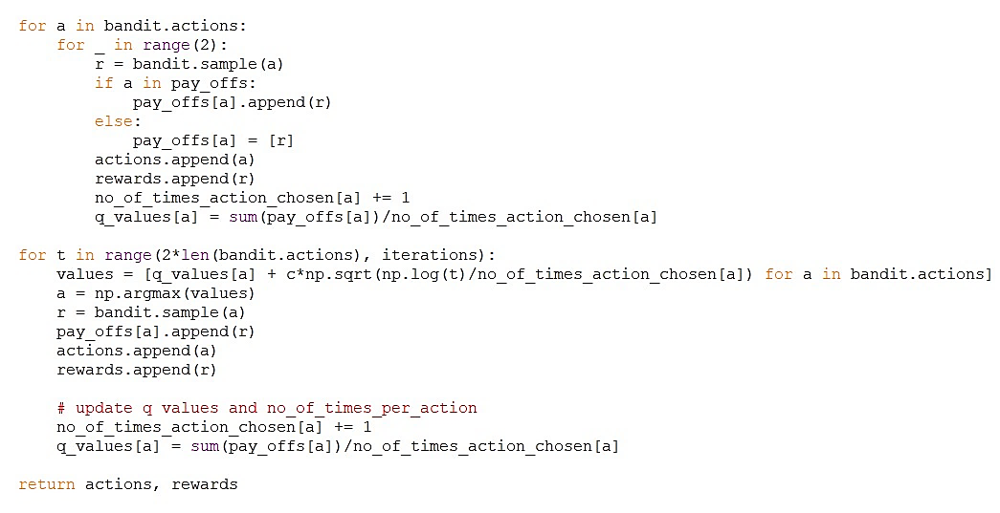 for a in bandit.actions:
    for _ in range(2):
        r = bandit.sample(a)
        if a in pay_offs:
            pay_offs[a].append(r)
        else:
            pay_offs[a] = [r]
        actions.append(a)
        rewards.append(r)
        no_of_times_action_chosen[a] += 1
        q_values[a] = sum(pay_offs[a])/no_of_times_action_chosen[a]

for t in range(2*len(bandit.actions), iterations):
    values = [q_values[a] + c*np.sqrt(np.log(t)/no_of_times_action_chosen[a]) for a in bandit.actions]
    a = np.argmax(values)
    r = bandit.sample(a)
    pay_offs[a].append(r)
    actions.append(a)
    rewards.append(r)

    # update q values and no_of_times_per_action
    no_of_times_action_chosen[a] += 1
    q_values[a] = sum(pay_offs[a])/no_of_times_action_chosen[a]

return actions, rewards